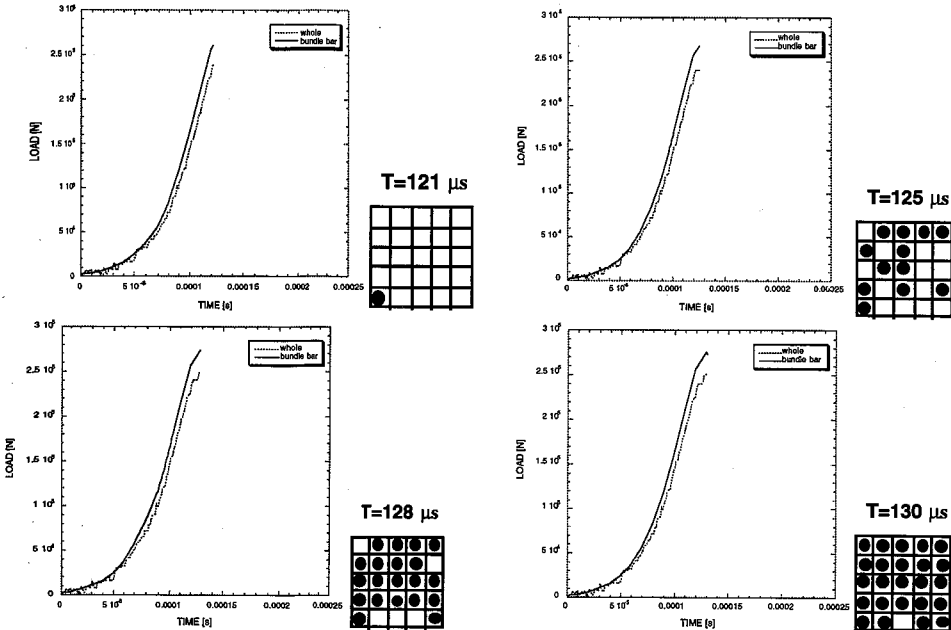 3 10⁵
whole
bundle bar
2.5 10⁵
2 10⁵
LOAD [N]
1.5 10⁵
1 10⁵
5 10⁴
0
0 5 10⁻⁵ 0.0001 0.00015 0.0002 0.00025
TIME [s]
T=121 µs
3 10⁵
whole
bundle bar
2.5 10⁵
2 10⁵
LOAD [N]
1.5 10⁵
1 10⁵
5 10⁴
0
0 5 10⁻⁵ 0.0001 0.00015 0.0002 0.00025
TIME [s]
T=125 µs
3 10⁵
whole
bundle bar
2.5 10⁵
2 10⁵
LOAD [N]
1.5 10⁵
1 10⁵
5 10⁴
0
0 5 10⁻⁵ 0.0001 0.00015 0.0002 0.00025
TIME [s]
T=128 µs
3 10⁵
whole
bundle bar
2.5 10⁵
2 10⁵
LOAD [N]
1.5 10⁵
1 10⁵
5 10⁴
0
0 5 10⁻⁵ 0.0001 0.00015 0.0002 0.00025
TIME [s]
T=130 µs